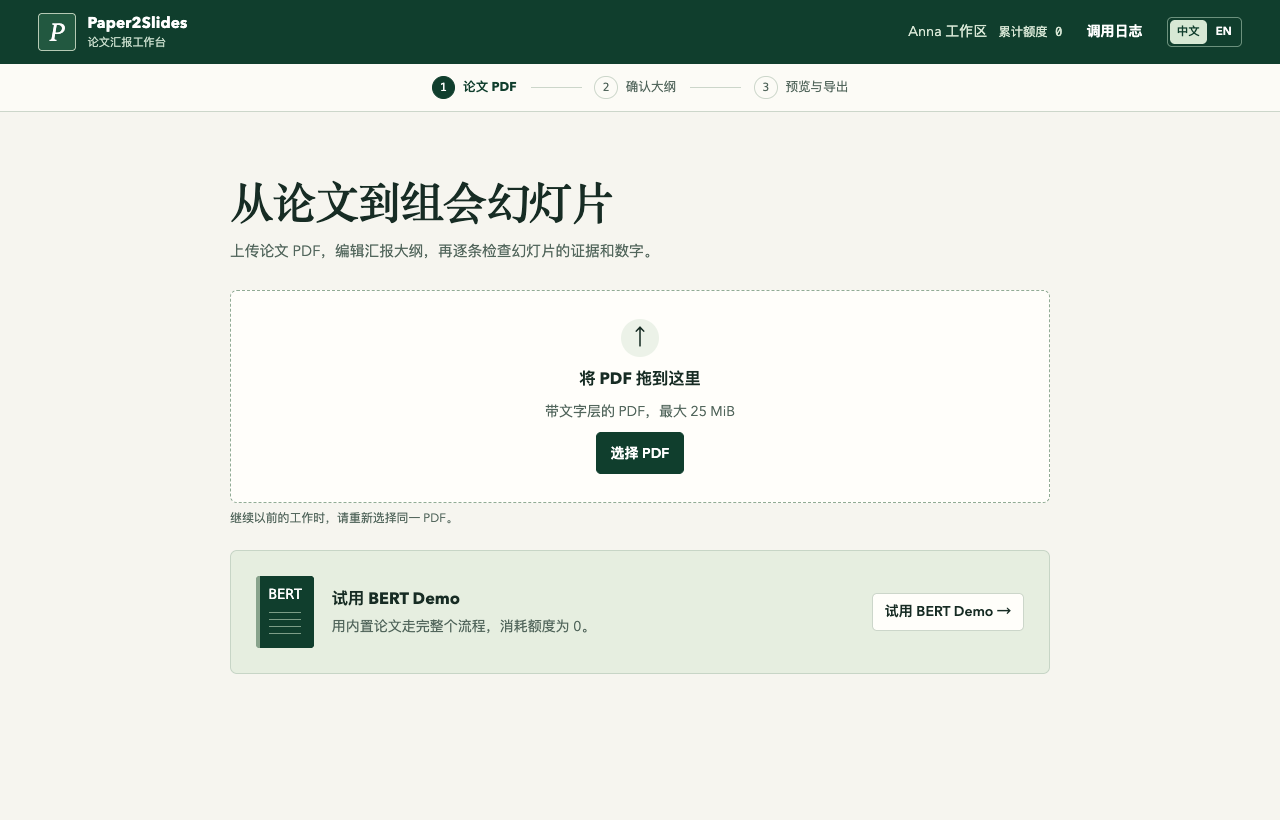 P
Paper2Slides
论文汇报工作台
Anna 工作区 累计额度 0 调用日志 中文 EN
1 论文 PDF 2 确认大纲 3 预览与导出
从论文到组会幻灯片
上传论文 PDF，编辑汇报大纲，再逐条检查幻灯片的证据和数字。
↑
将 PDF 拖到这里
带文字层的 PDF，最大 25 MiB
选择 PDF
继续以前的工作时，请重新选择同一 PDF。
BERT
试用 BERT Demo
用内置论文走完整个流程，消耗额度为 0。
试用 BERT Demo →